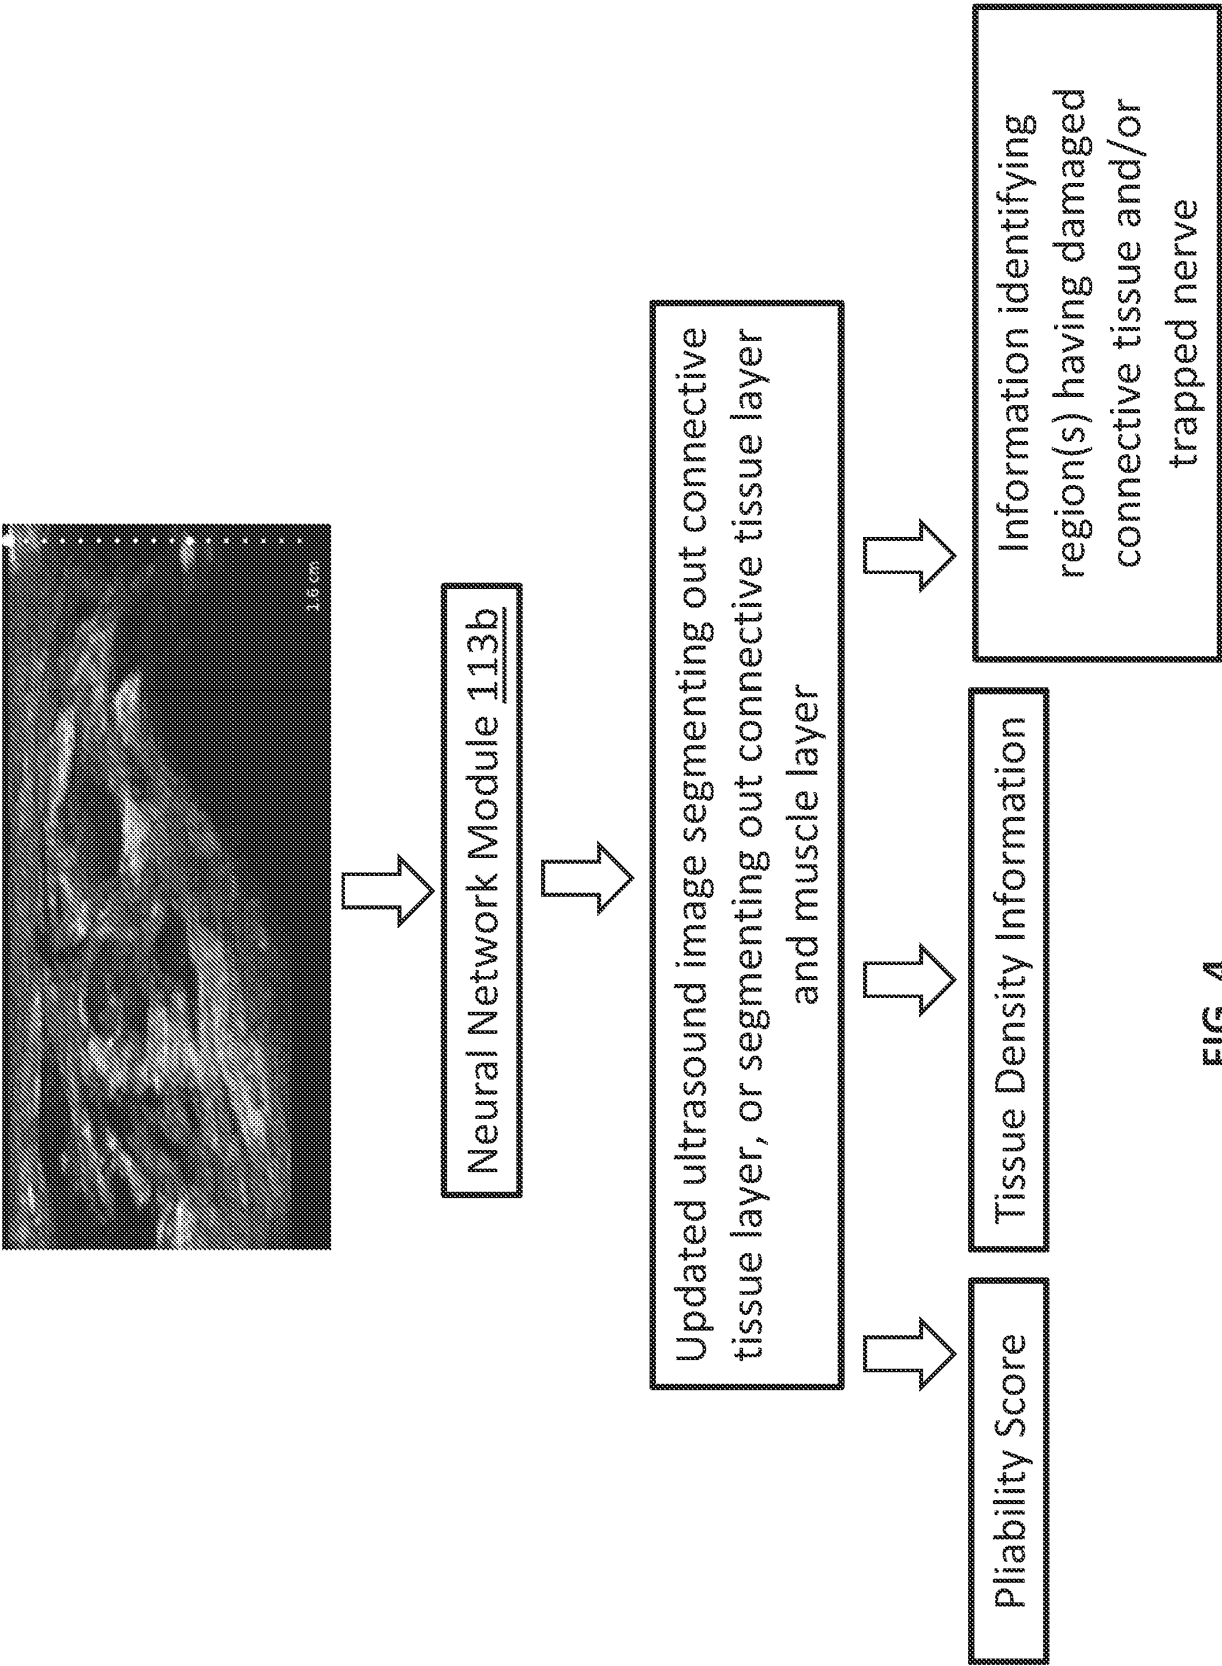 1.6 cm
Neural Network Module 113b
Updated ultrasound image segmenting out connective
tissue layer, or segmenting out connective tissue layer
and muscle layer
Pliability Score
Tissue Density Information
Information identifying
region(s) having damaged
connective tissue and/or
trapped nerve
FIG. 4